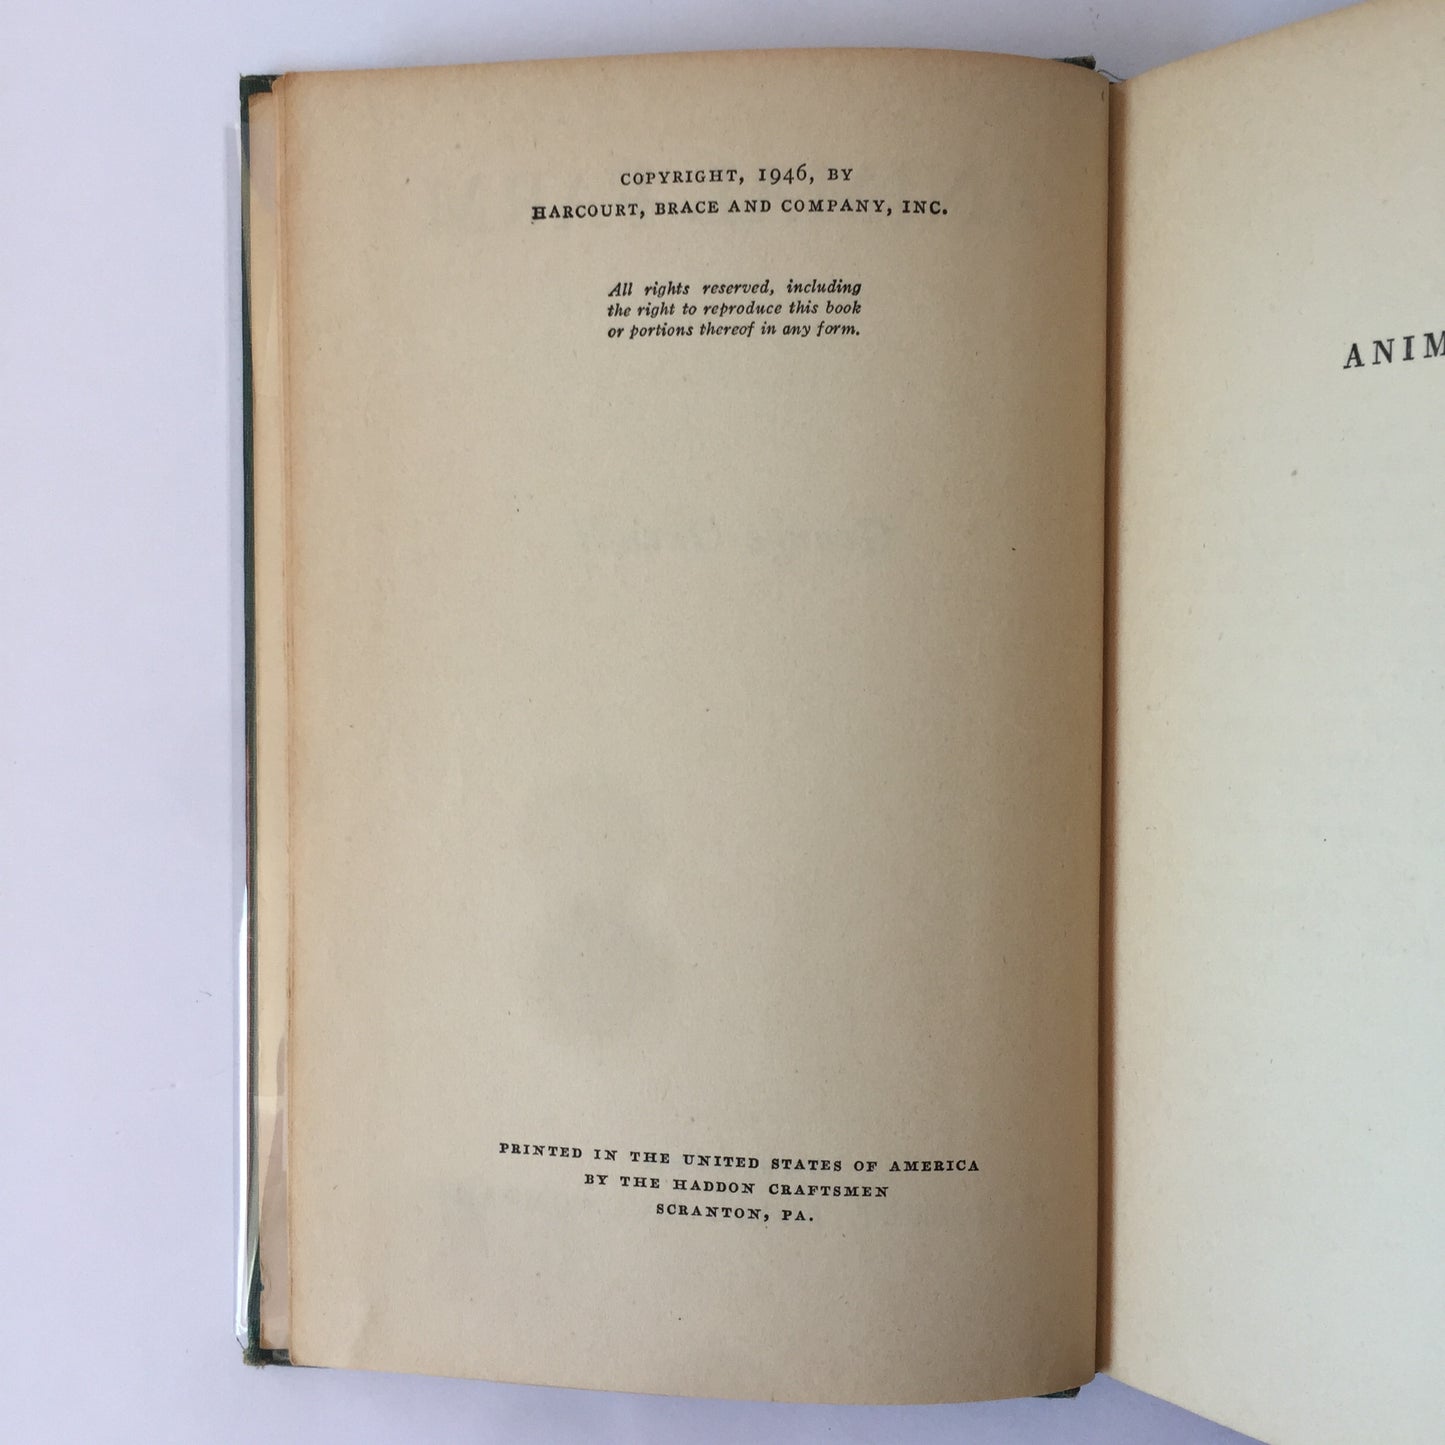 COPYRIGHT, 1946, BY
HARCOURT, BRACE AND COMPANY, INC.
All rights reserved, including
the right to reproduce this book
or portions thereof in any form.
PRINTED IN THE UNITED STATES OF AMERICA
BY THE HADDON CRAFTSMEN
SCRANTON, PA.
ANIM